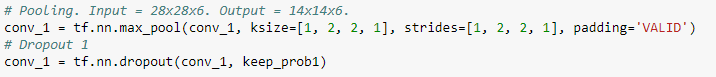 # Pooling. Input = 28x28x6. Output = 14x14x6.
conv_1 = tf.nn.max_pool(conv_1, ksize=[1, 2, 2, 1], strides=[1, 2, 2, 1], padding='VALID')
# Dropout 1
conv_1 = tf.nn.dropout(conv_1, keep_prob1)